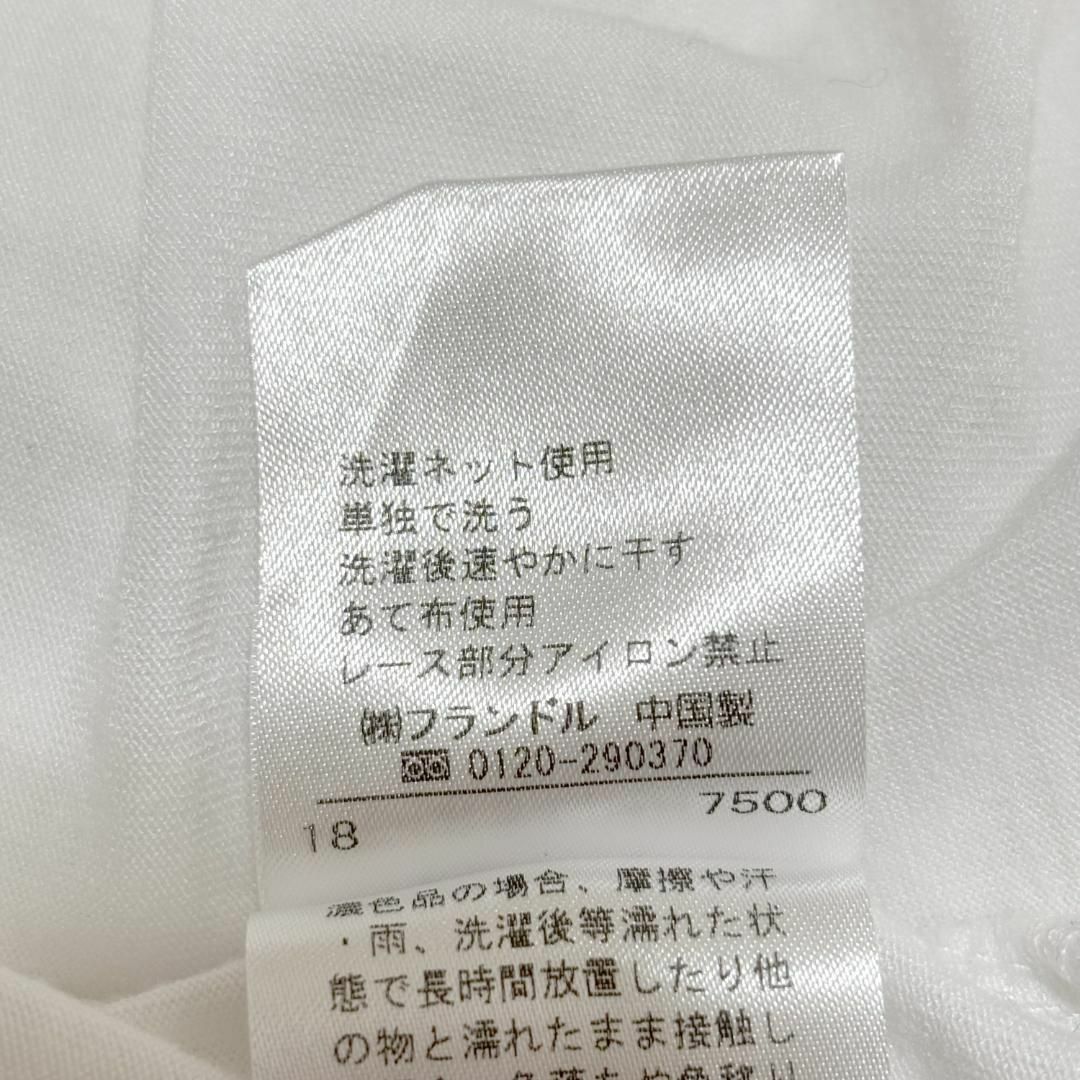 洗濯ネット使用
単独で洗う
洗濯後速やかに干す
あて布使用
レース部分アイロン禁止
㈱フランドル 中国製
0120-290370
7500
18
濃色品の場合、摩擦や汗
・雨、洗濯後等濡れた状
態で長時間放置したり他
の物と濡れたまま接触し